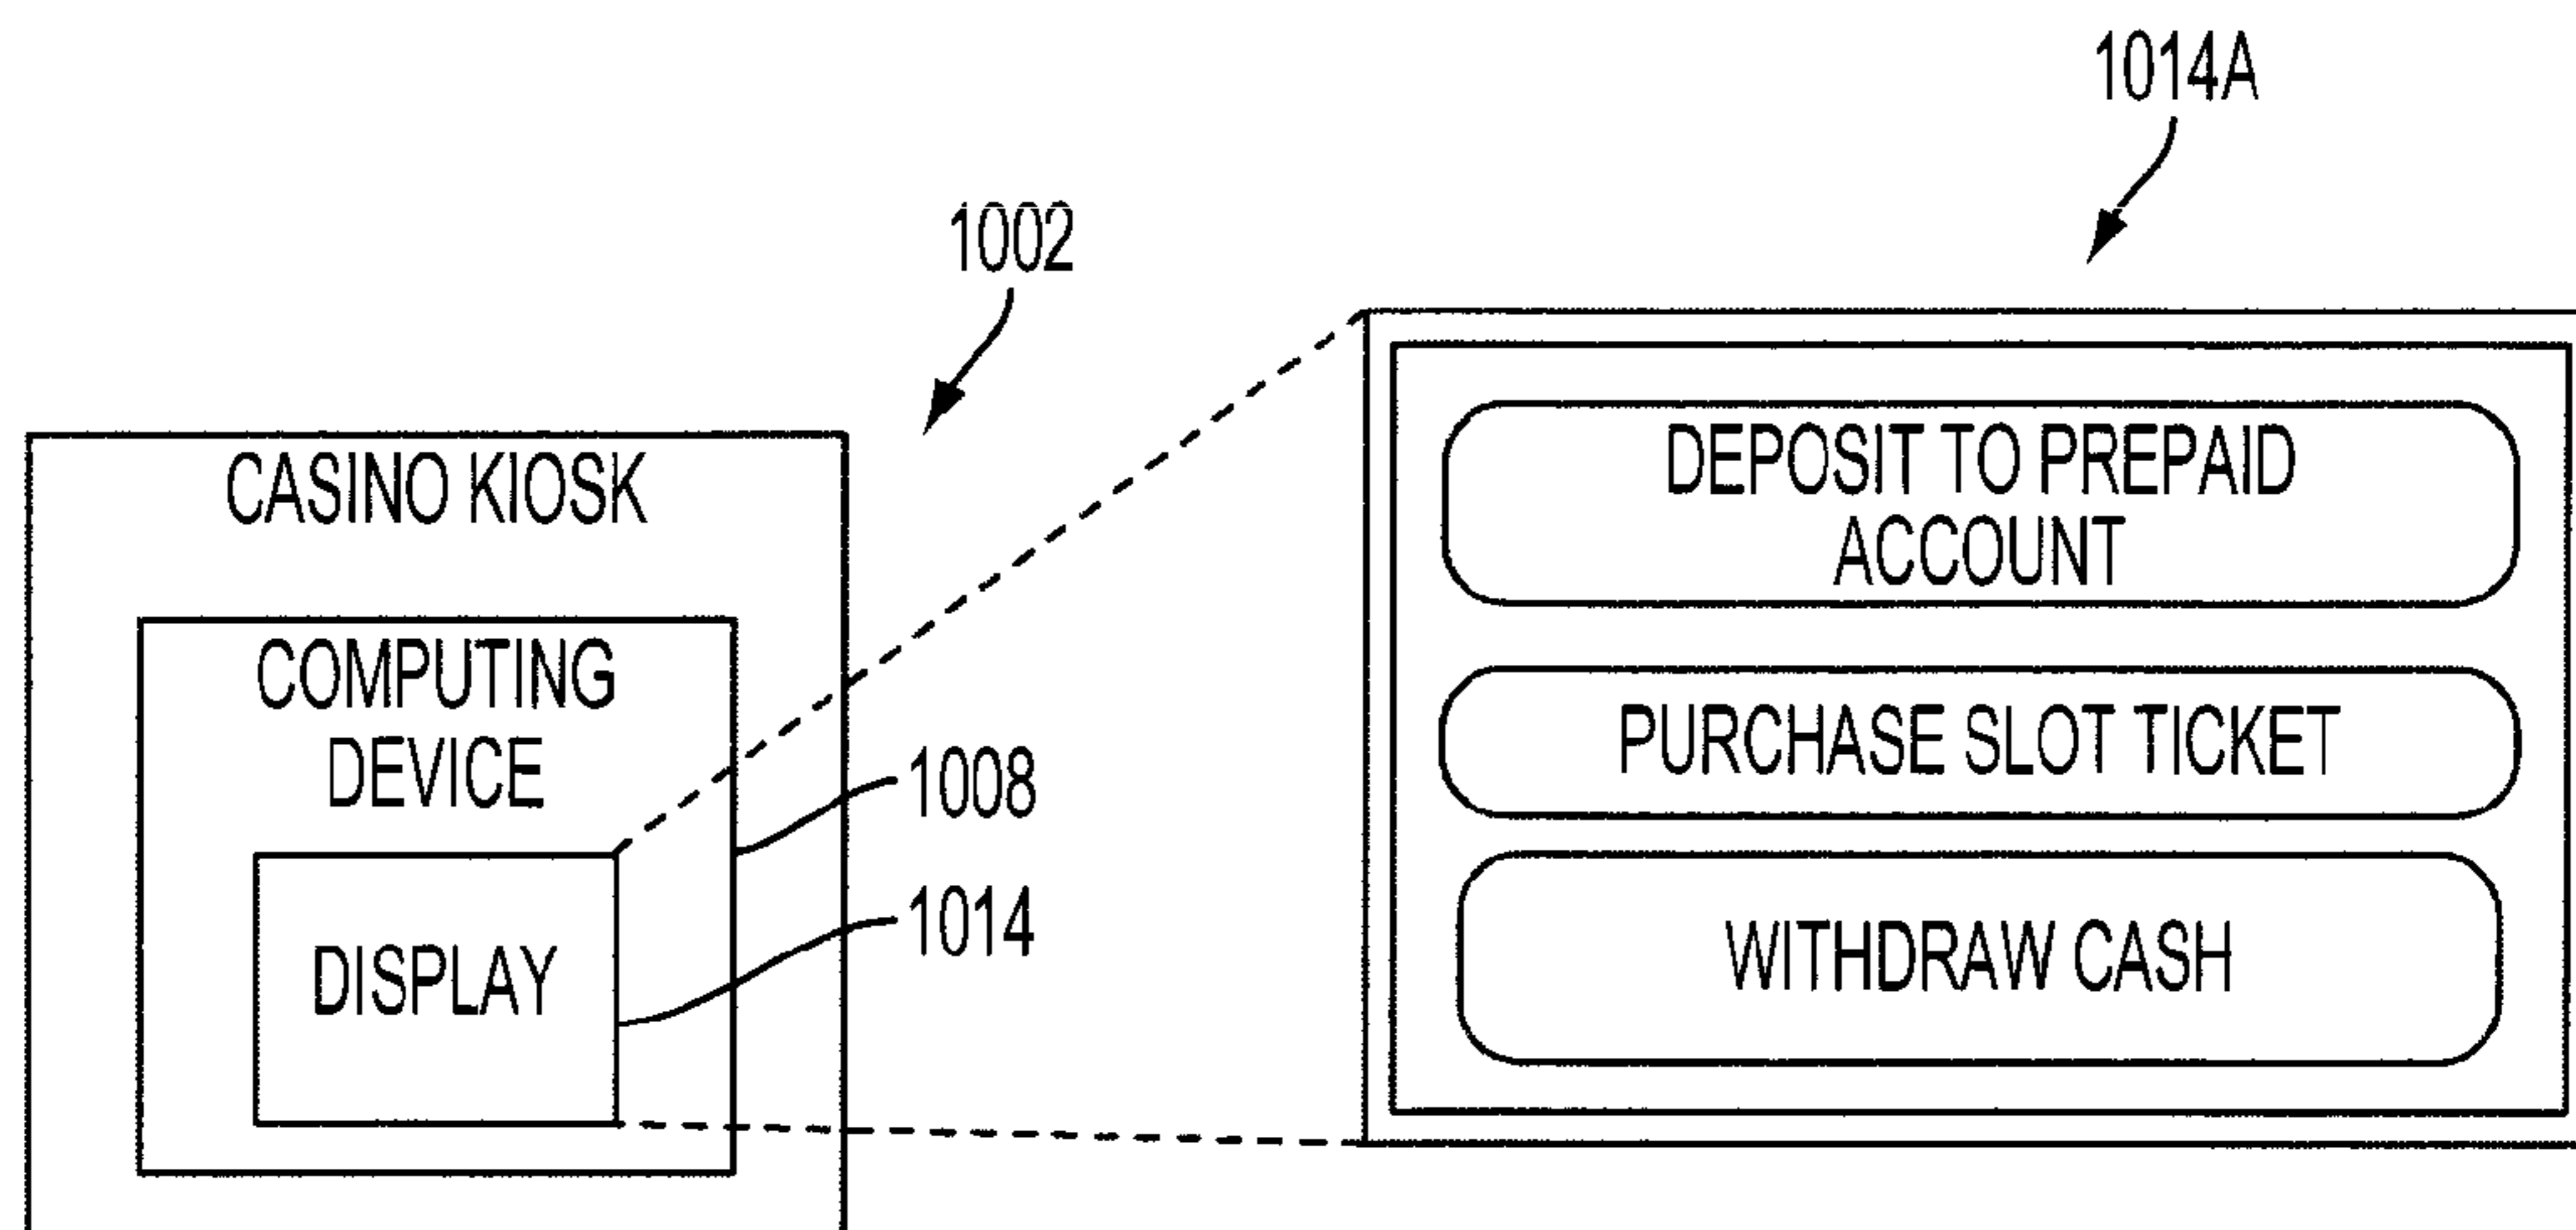 1014A
1002
CASINO KIOSK
COMPUTING
DEVICE
1008
1014
DISPLAY
DEPOSIT TO PREPAID
ACCOUNT
PURCHASE SLOT TICKET
WITHDRAW CASH